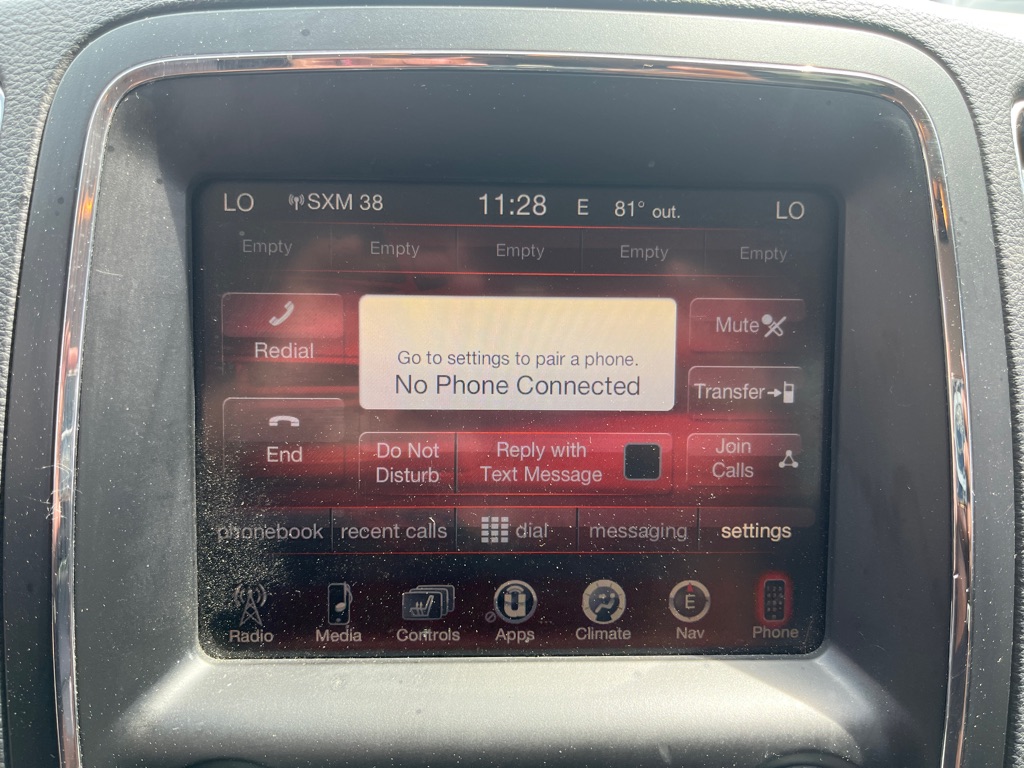 LO SXM 38 11:28 E 81° out. LO
Empty Empty Empty Empty Empty
Redial
Go to settings to pair a phone.
No Phone Connected
Mute
Transfer
End
Do Not
Disturb
Reply with
Text Message
Join
Calls
phonebook recent calls dial messaging settings
E
Radio Media Controls Apps Climate Nav Phone